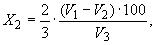 X₂ = 2/3 · (V₁ − V₂) · 100 / V₃ ,